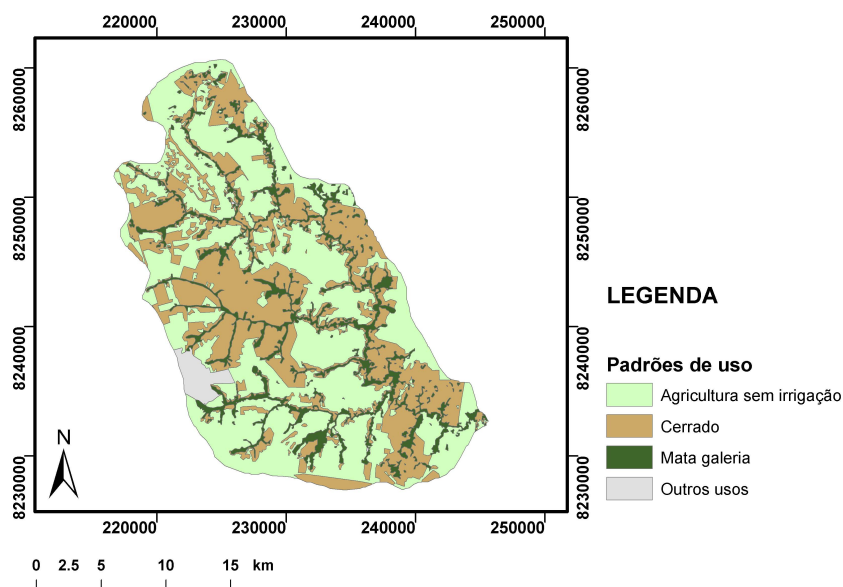 220000 230000 240000 250000
8260000 8260000
8250000 8250000
8240000 8240000
8230000 8230000
N
220000 230000 240000 250000
0 2.5 5 10 15 km
LEGENDA
Padrões de uso
Agricultura sem irrigação
Cerrado
Mata galeria
Outros usos